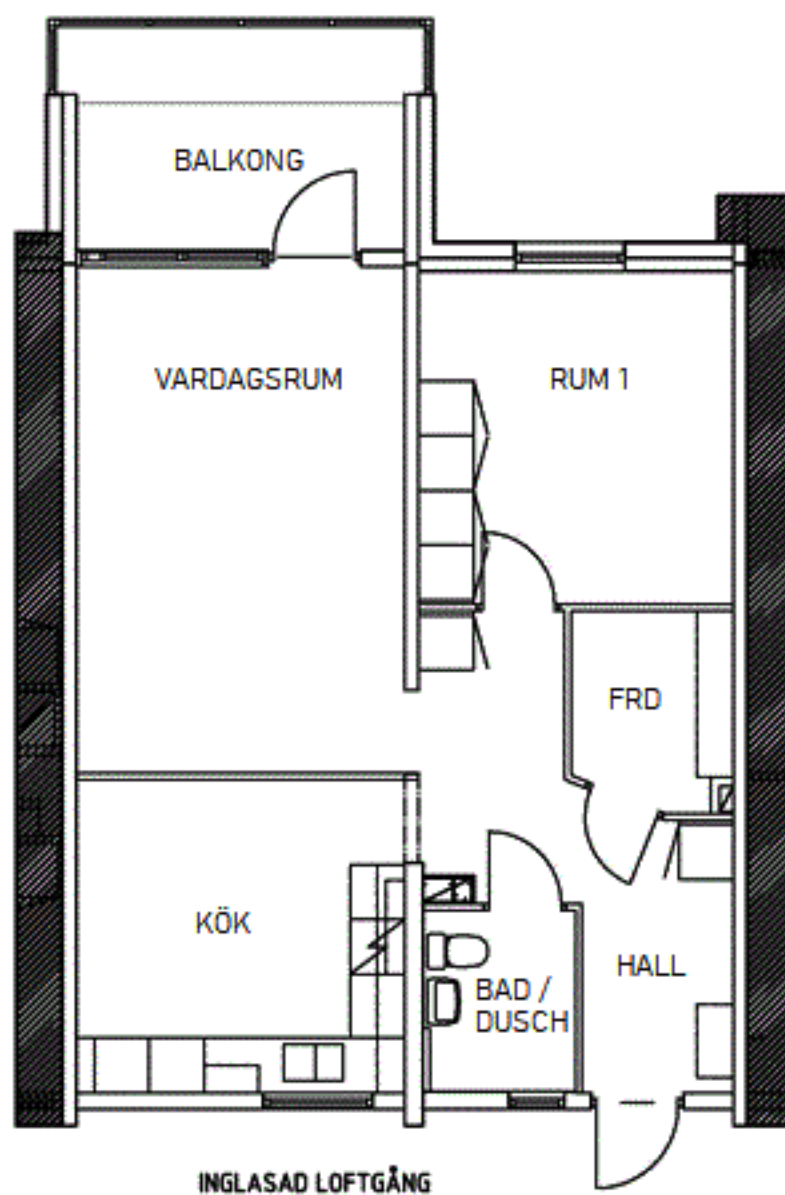 BALKONG
VARDAGSRUM
RUM 1
FRD
KÖK
HALL
BAD /
DUSCH
INGLASAD LOFTGÅNG